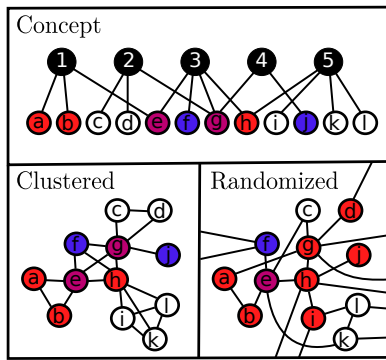 Concept
1 2 3 4 5
a b c d e f g h i j k l
Clustered
c d
f g j
a e h
b i l
k
Randomized
c d
f g j
a e h
b i l
k